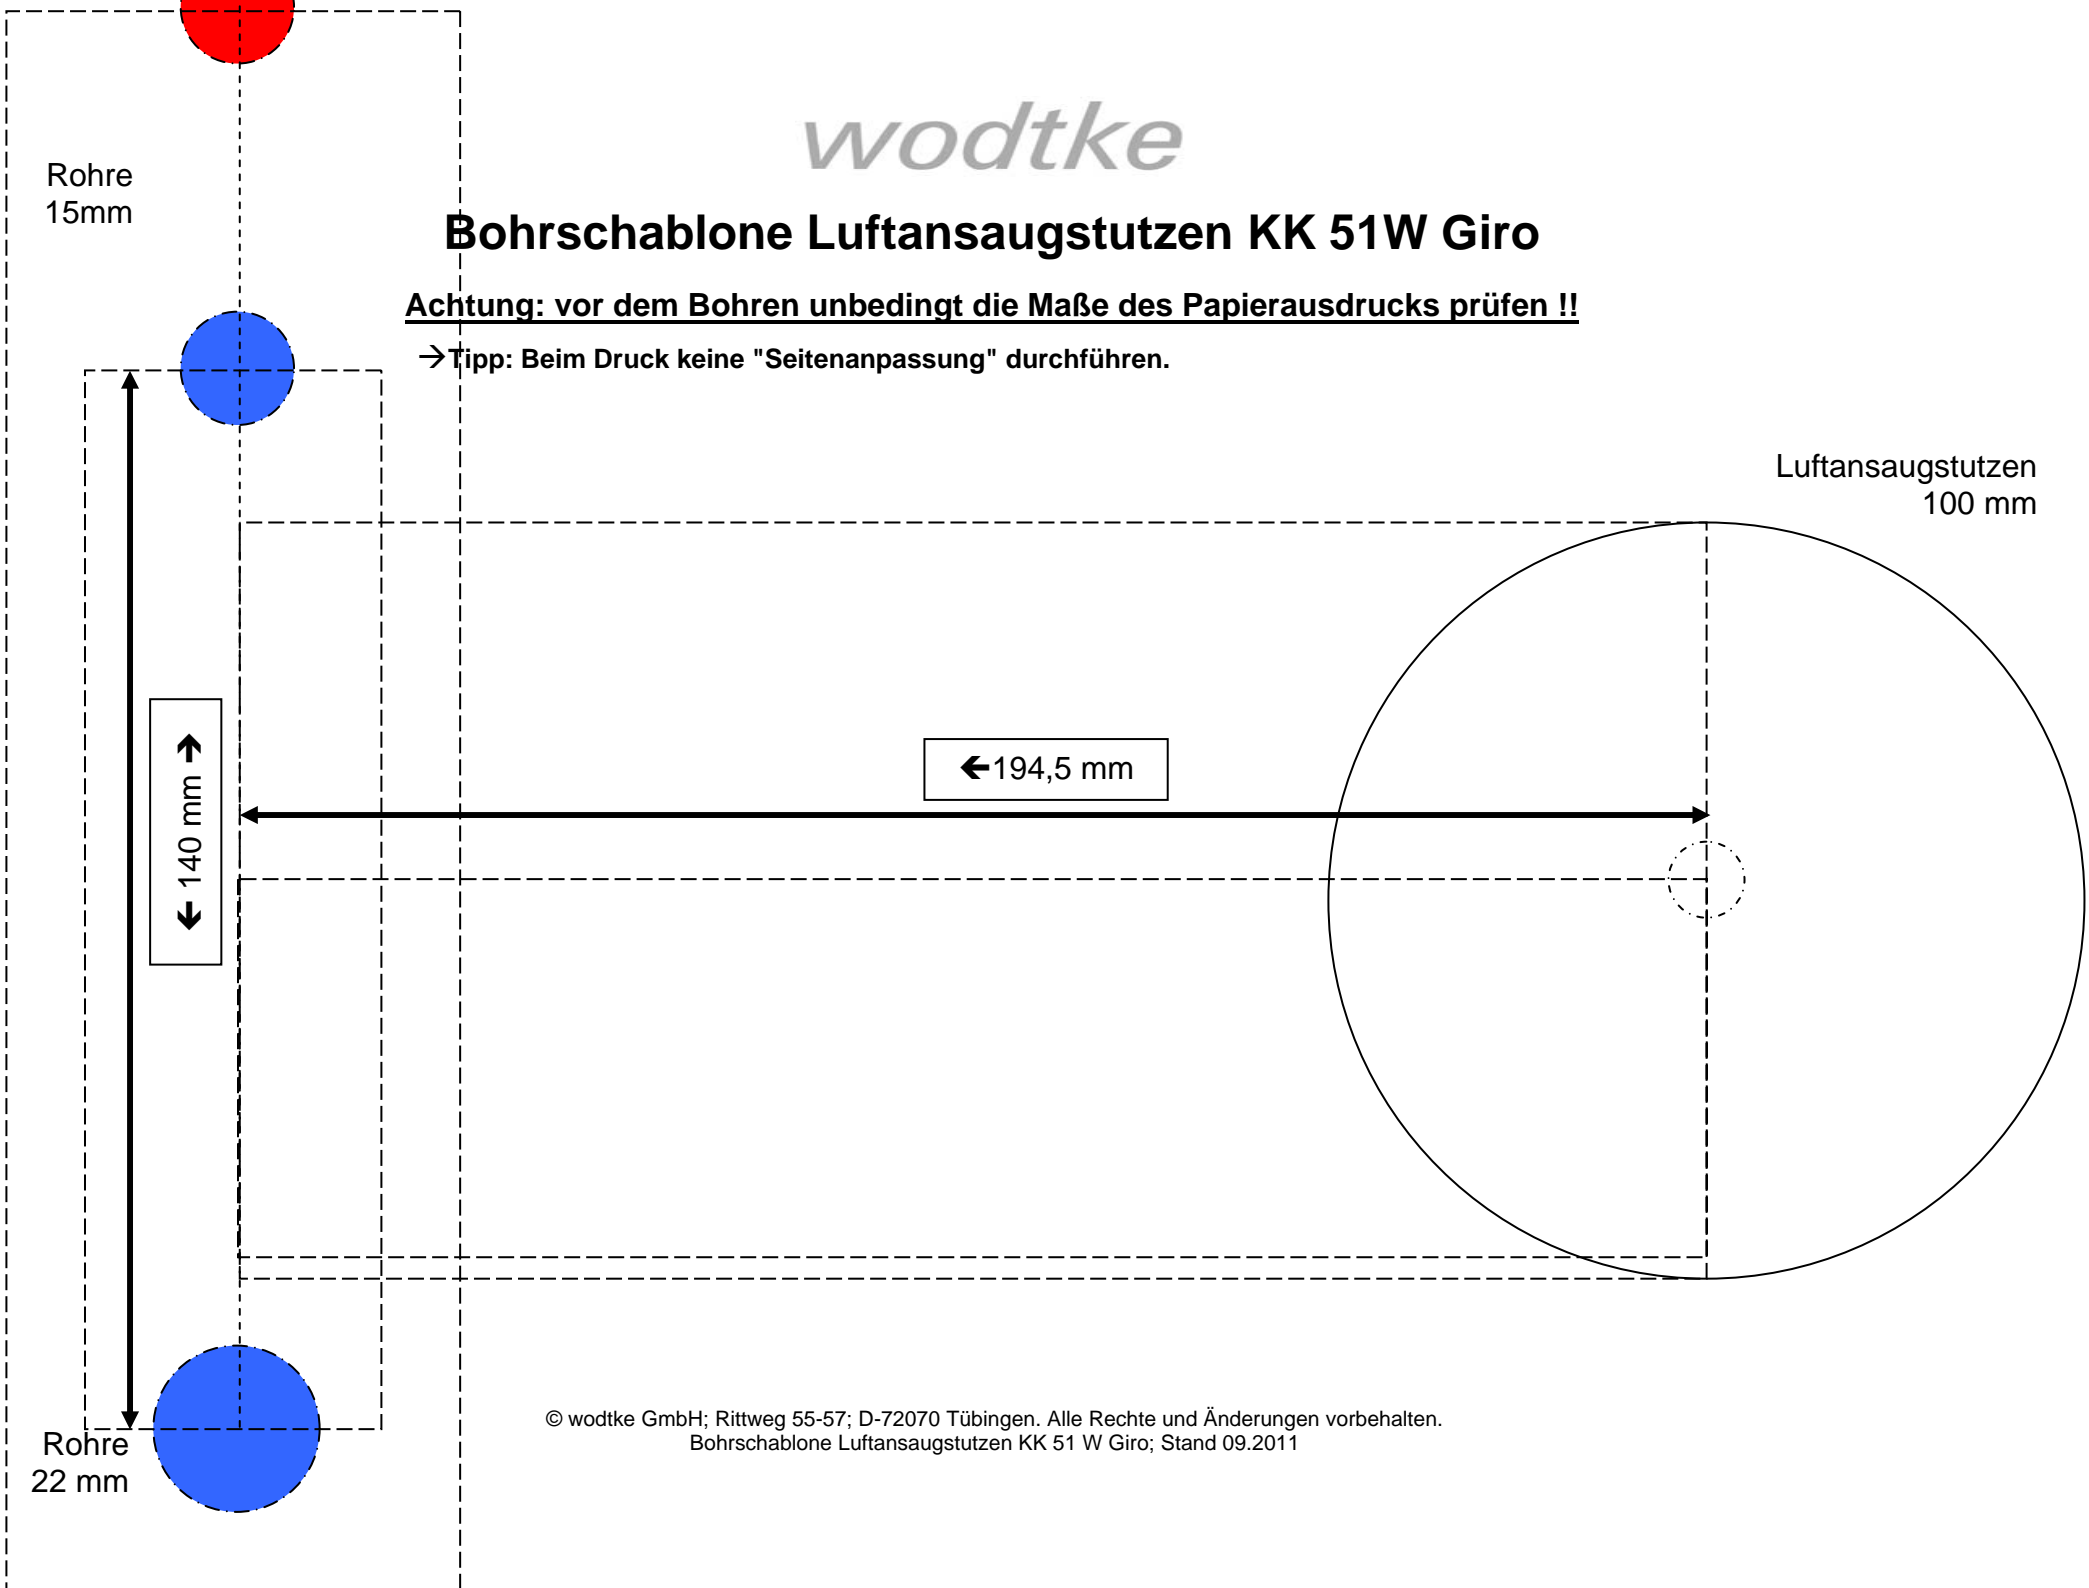 wodtke
Rohre
15mm
Bohrschablone Luftansaugstutzen KK 51W Giro
Achtung: vor dem Bohren unbedingt die Maße des Papierausdrucks prüfen !!
→Tipp: Beim Druck keine "Seitenanpassung" durchführen.
Luftansaugstutzen
100 mm
← 140 mm →
←194,5 mm
Rohre
22 mm
© wodtke GmbH; Rittweg 55-57; D-72070 Tübingen. Alle Rechte und Änderungen vorbehalten.
Bohrschablone Luftansaugstutzen KK 51 W Giro; Stand 09.2011